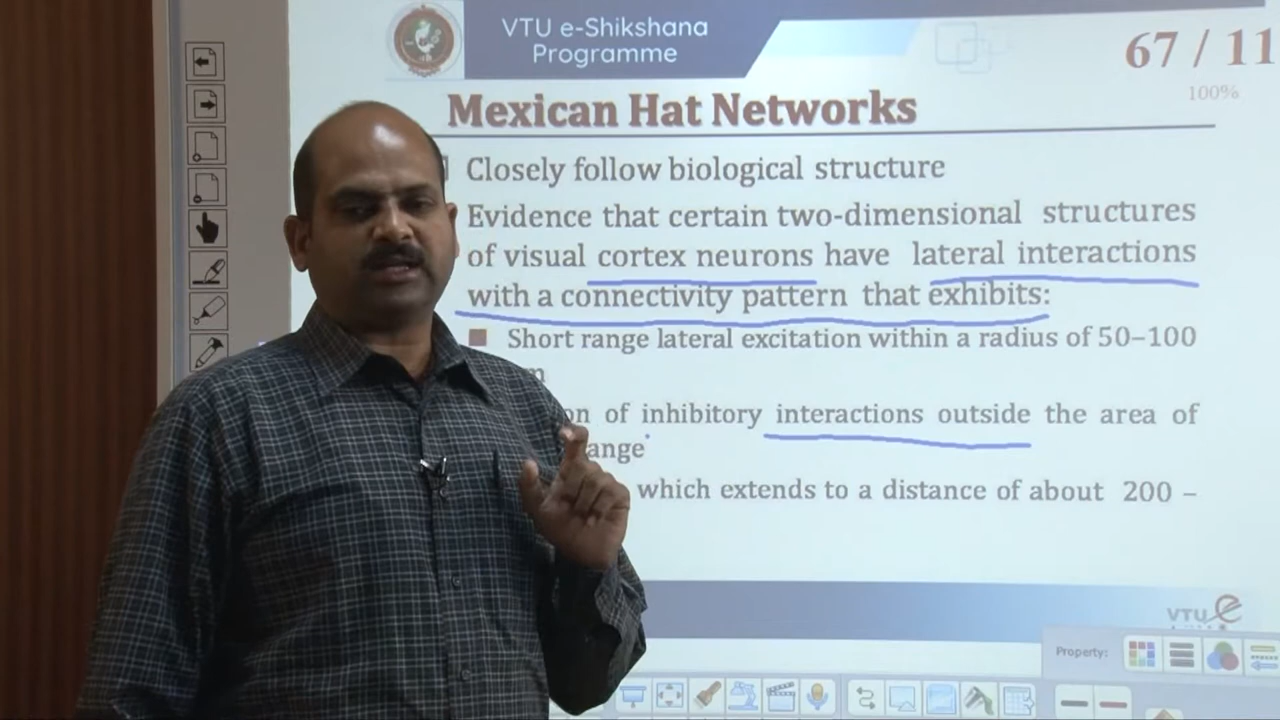 VTU e-Shikshana
Programme
67 / 11
100%
Mexican Hat Networks
Closely follow biological structure
Evidence that certain two-dimensional structures
of visual cortex neurons have lateral interactions
with a connectivity pattern that exhibits:
Short range lateral excitation within a radius of 50–100
inhibitory interactions outside the area of
which extends to a distance of about 200 –
VTU e
Property: